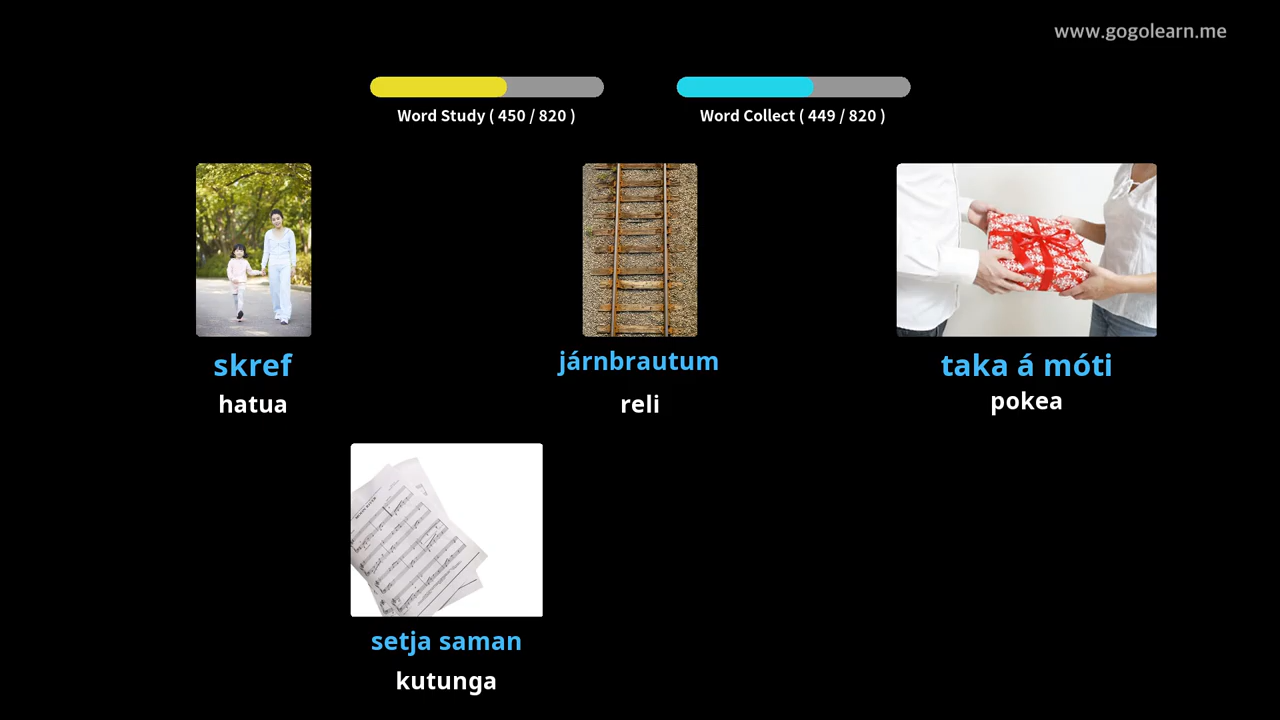 www.gogolearn.me
Word Study ( 450 / 820 )
Word Collect ( 449 / 820 )
skref
hatua
járnbrautum
reli
taka á móti
pokea
setja saman
kutunga